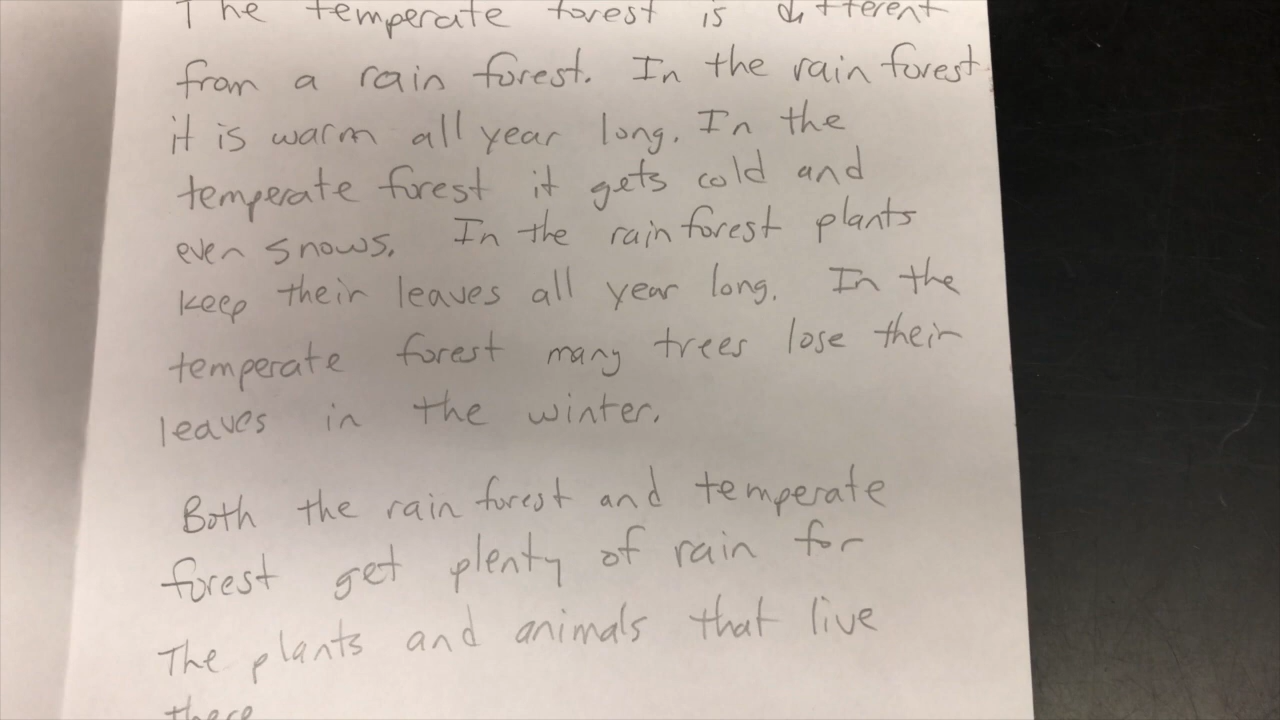 The temperate forest is different
from a rain forest. In the rain forest
it is warm all year long. In the
temperate forest it gets cold and
even snows. In the rain forest plants
keep their leaves all year long. In the
temperate forest many trees lose their
leaves in the winter.
Both the rain forest and temperate
forest get plenty of rain for
The plants and animals that live
there